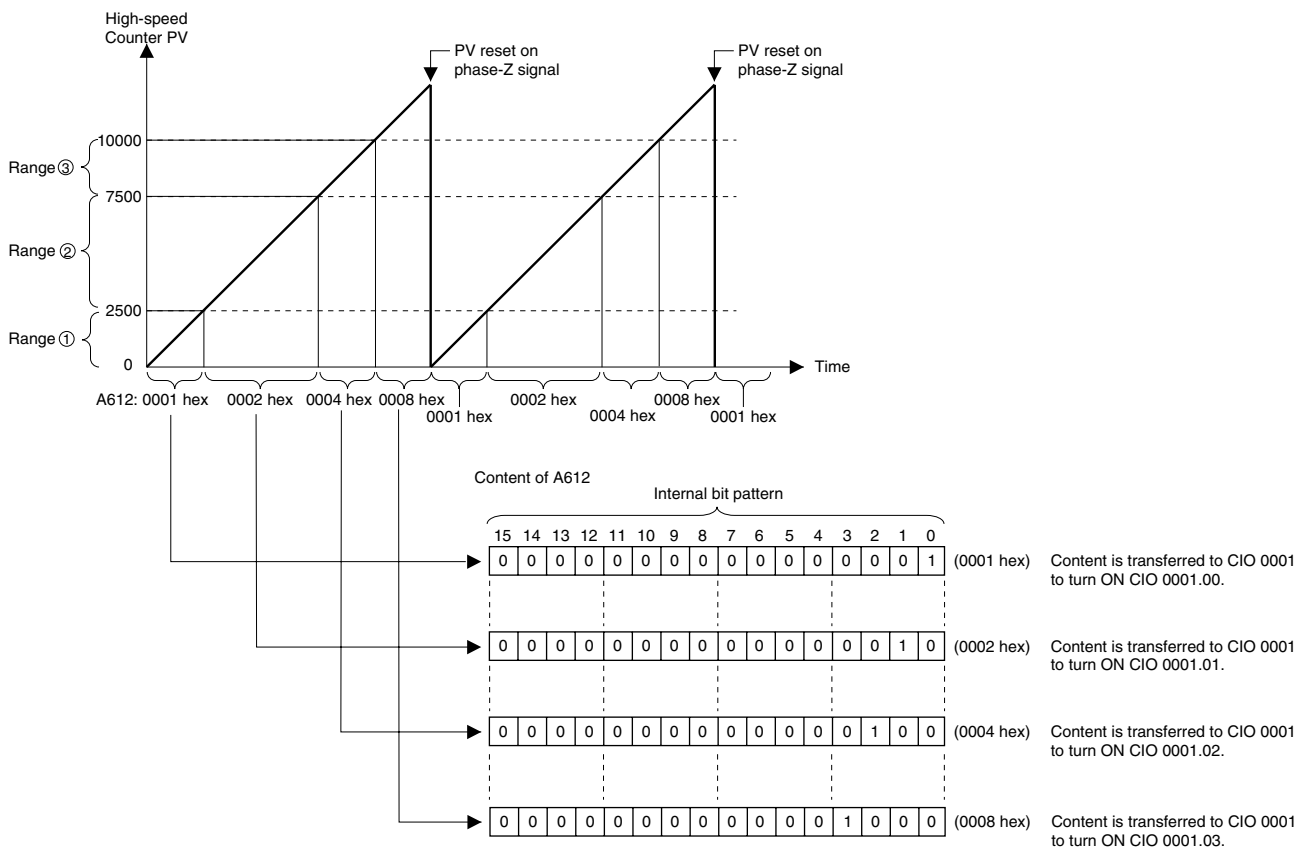 High-speed
Counter PV
PV reset on
phase-Z signal
PV reset on
phase-Z signal
10000
Range③
7500
Range②
2500
Range①
0
Time
A612: 0001 hex 0002 hex 0004 hex 0008 hex 0001 hex 0002 hex 0004 hex 0008 hex 0001 hex
Content of A612
Internal bit pattern
15 14 13 12 11 10 9 8 7 6 5 4 3 2 1 0
0 0 0 0 0 0 0 0 0 0 0 0 0 0 0 1 (0001 hex) Content is transferred to CIO 0001
to turn ON CIO 0001.00.
0 0 0 0 0 0 0 0 0 0 0 0 0 0 1 0 (0002 hex) Content is transferred to CIO 0001
to turn ON CIO 0001.01.
0 0 0 0 0 0 0 0 0 0 0 0 0 1 0 0 (0004 hex) Content is transferred to CIO 0001
to turn ON CIO 0001.02.
0 0 0 0 0 0 0 0 0 0 0 0 1 0 0 0 (0008 hex) Content is transferred to CIO 0001
to turn ON CIO 0001.03.